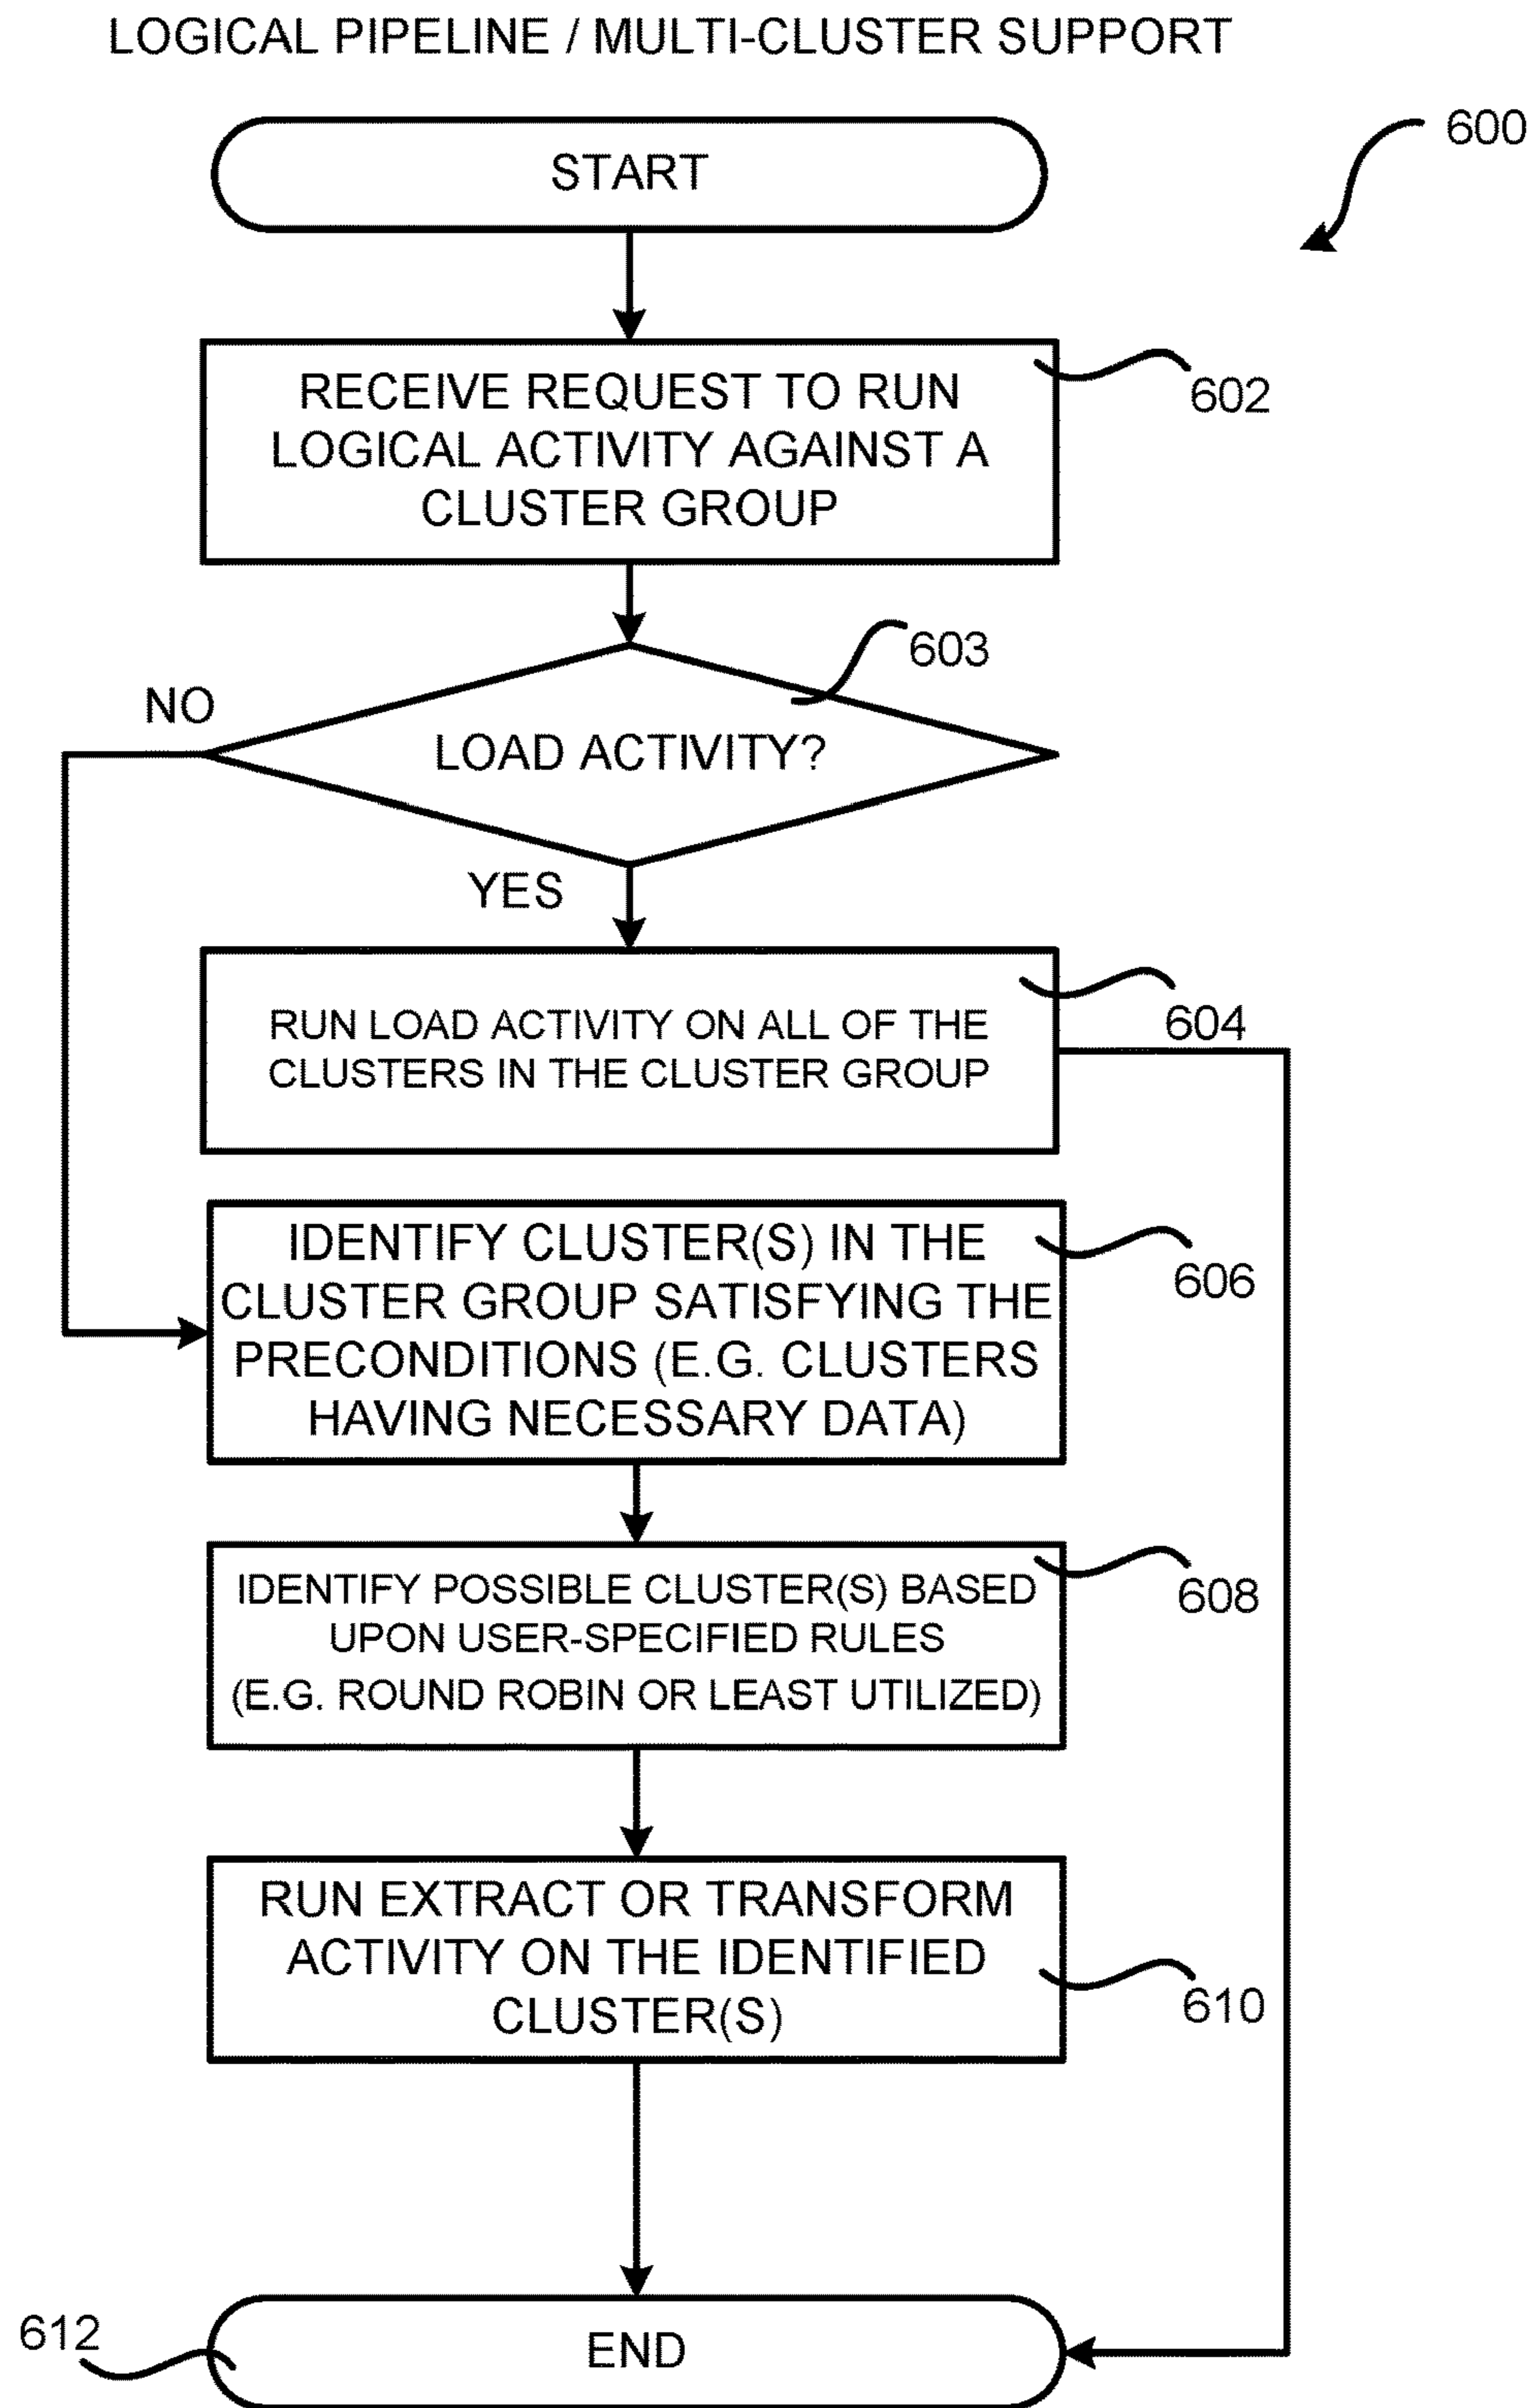 LOGICAL PIPELINE / MULTI-CLUSTER SUPPORT
600
START
RECEIVE REQUEST TO RUN
LOGICAL ACTIVITY AGAINST A
CLUSTER GROUP
602
603
NO
LOAD ACTIVITY?
YES
RUN LOAD ACTIVITY ON ALL OF THE
CLUSTERS IN THE CLUSTER GROUP
604
IDENTIFY CLUSTER(S) IN THE
CLUSTER GROUP SATISFYING THE
PRECONDITIONS (E.G. CLUSTERS
HAVING NECESSARY DATA)
606
IDENTIFY POSSIBLE CLUSTER(S) BASED
UPON USER-SPECIFIED RULES
(E.G. ROUND ROBIN OR LEAST UTILIZED)
608
RUN EXTRACT OR TRANSFORM
ACTIVITY ON THE IDENTIFIED
CLUSTER(S)
610
612
END